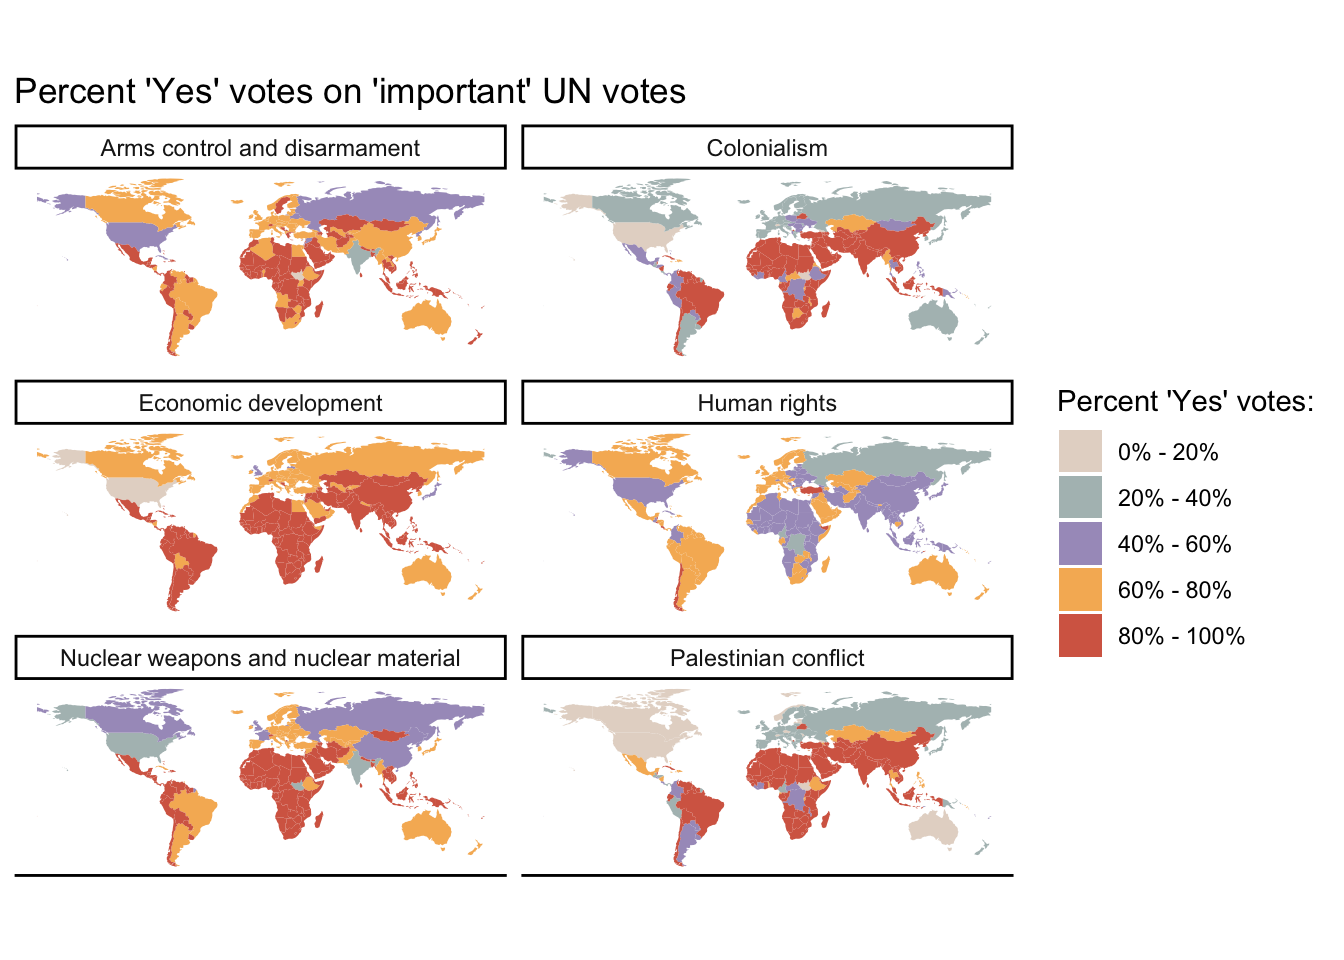 Percent 'Yes' votes on 'important' UN votes
Arms control and disarmament
Colonialism
Economic development
Human rights
Nuclear weapons and nuclear material
Palestinian conflict
Percent 'Yes' votes:
0% - 20%
20% - 40%
40% - 60%
60% - 80%
80% - 100%